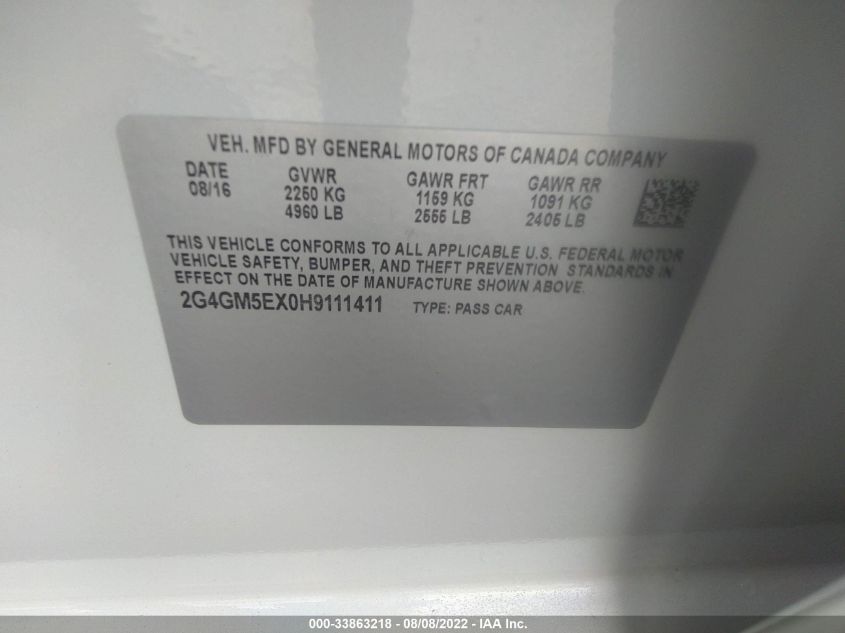 VEH. MFD BY GENERAL MOTORS OF CANADA COMPANY
DATE GVWR GAWR FRT GAWR RR
08/16 2250 KG 1159 KG 1091 KG
4960 LB 2555 LB 2405 LB
THIS VEHICLE CONFORMS TO ALL APPLICABLE U.S. FEDERAL MOTOR
VEHICLE SAFETY, BUMPER, AND THEFT PREVENTION STANDARDS IN
EFFECT ON THE DATE OF MANUFACTURE SHOWN ABOVE.
2G4GM5EX0H9111411 TYPE: PASS CAR
000-33863218 - 08/08/2022 - IAA Inc.